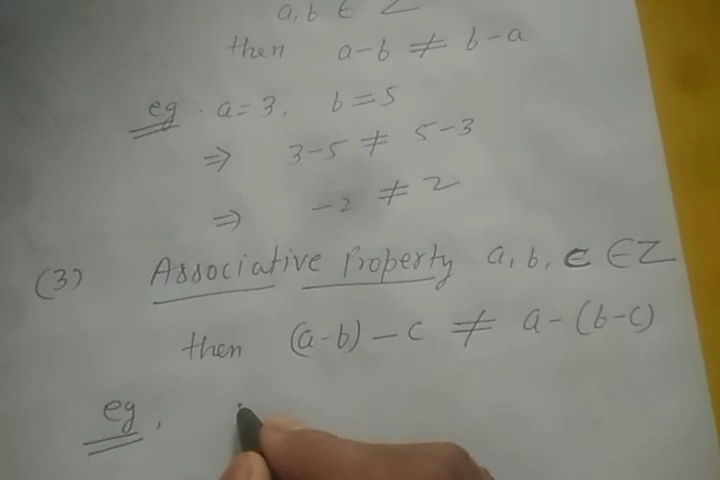 a, b ∈ Z
then a-b ≠ b-a
eg. a=3, b=5
⇒ 3-5 ≠ 5-3
⇒ -2 ≠ 2
(3) Associative Property a, b, c ∈ Z
then (a-b)-c ≠ a-(b-c)
eg,